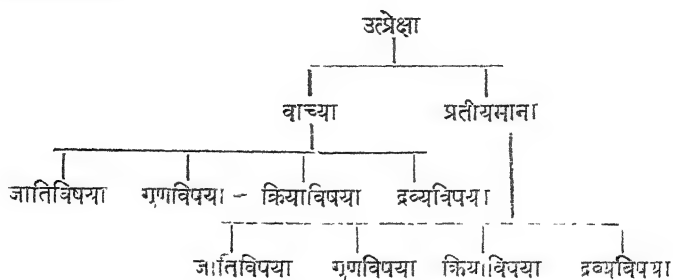 उत्प्रेक्षा
वाच्या प्रतीयमाना
जातिविषया गुणविषया – क्रियाविषया द्रव्यविषया
जातिविषया गुणविषया क्रियाविषया द्रव्यविषया